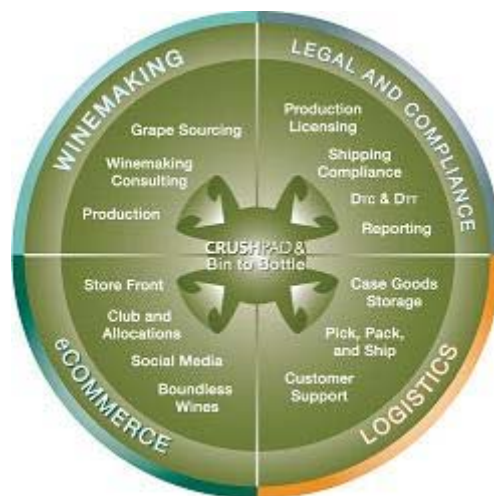 WINEMAKING
Grape Sourcing
Winemaking
Consulting
Production
LEGAL AND COMPLIANCE
Production
Licensing
Shipping
Compliance
DTC & DTT
Reporting
CRUSHPAD &
Bin to Bottle
Store Front
Club and
Allocations
Social Media
Boundless
Wines
eCOMMERCE
Case Goods
Storage
Pick, Pack,
and Ship
Customer
Support
LOGISTICS